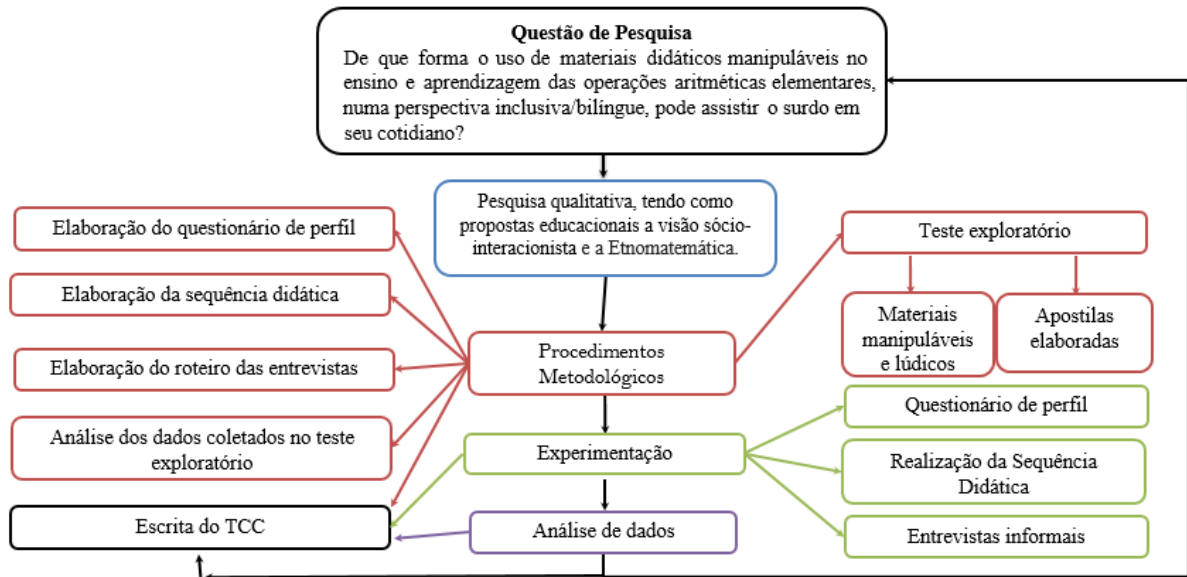 Questão de Pesquisa
De que forma o uso de materiais didáticos manipuláveis no
ensino e aprendizagem das operações aritméticas elementares,
numa perspectiva inclusiva/bilíngue, pode assistir o surdo em
seu cotidiano?
Pesquisa qualitativa, tendo como
propostas educacionais a visão sócio-
interacionista e a Etnomatemática.
Elaboração do questionário de perfil
Elaboração da sequência didática
Elaboração do roteiro das entrevistas
Análise dos dados coletados no teste
exploratório
Escrita do TCC
Procedimentos
Metodológicos
Experimentação
Análise de dados
Teste exploratório
Materiais
manipuláveis
e lúdicos
Apostilas
elaboradas
Questionário de perfil
Realização da Sequência
Didática
Entrevistas informais